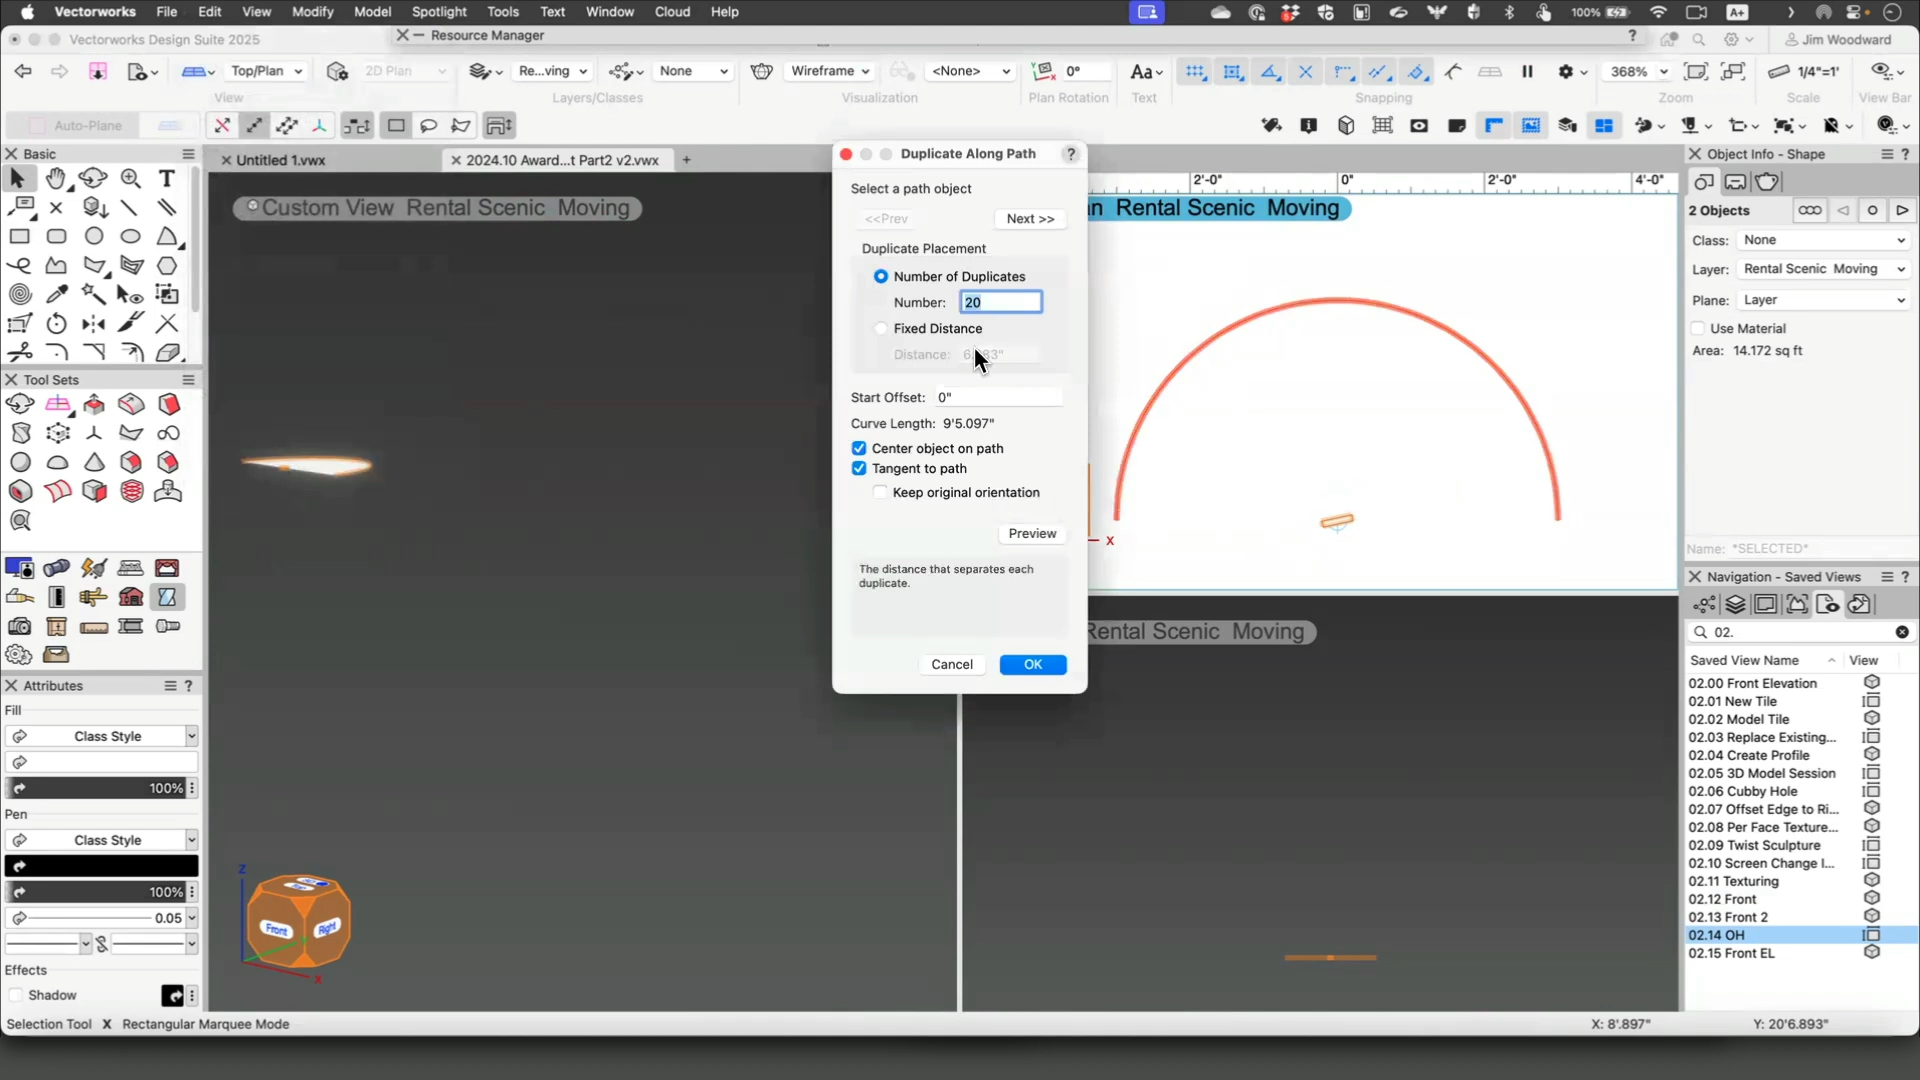 Vectorworks File Edit View Modify Model Spotlight Tools Text Window Cloud Help 100% A+
Vectorworks Design Suite 2025 Resource Manager ? Jim Woodward
Top/Plan 2D Plan Re...ving None Wireframe <None> 0° Aa 368% 1/4"=1'
View Layers/Classes Visualization Plan Rotation Text Snapping Zoom Scale View Bar
Auto-Plane
Basic
Untitled 1.vwx 2024.10 Award...t Part2 v2.vwx +
Custom View Rental Scenic Moving
Duplicate Along Path ?
Select a path object
<<Prev Next >>
Duplicate Placement
Number of Duplicates
Number: 20
Fixed Distance
Distance:
Start Offset: 0"
Curve Length: 9'5.097"
Center object on path
Tangent to path
Keep original orientation
Preview
The distance that separates each
duplicate.
Cancel OK
2'-0" 0" 2'-0" 4'-0"
Rental Scenic Moving
x
Rental Scenic Moving
Object Info - Shape ?
2 Objects
Class: None
Layer: Rental Scenic Moving
Plane: Layer
Use Material
Area: 14.172 sq ft
Name: *SELECTED*
Navigation - Saved Views ?
02.
Saved View Name View
02.00 Front Elevation
02.01 New Tile
02.02 Model Tile
02.03 Replace Existing...
02.04 Create Profile
02.05 3D Model Session
02.06 Cubby Hole
02.07 Offset Edge to Ri...
02.08 Per Face Texture...
02.09 Twist Sculpture
02.10 Screen Change I...
02.11 Texturing
02.12 Front
02.13 Front 2
02.14 OH
02.15 Front EL
Tool Sets
Attributes ?
Fill
Class Style
100%
Pen
Class Style
100%
0.05
Effects
Shadow
Z
Front Right
X
Selection Tool X Rectangular Marquee Mode X: 8'.897" Y: 20'6.893"